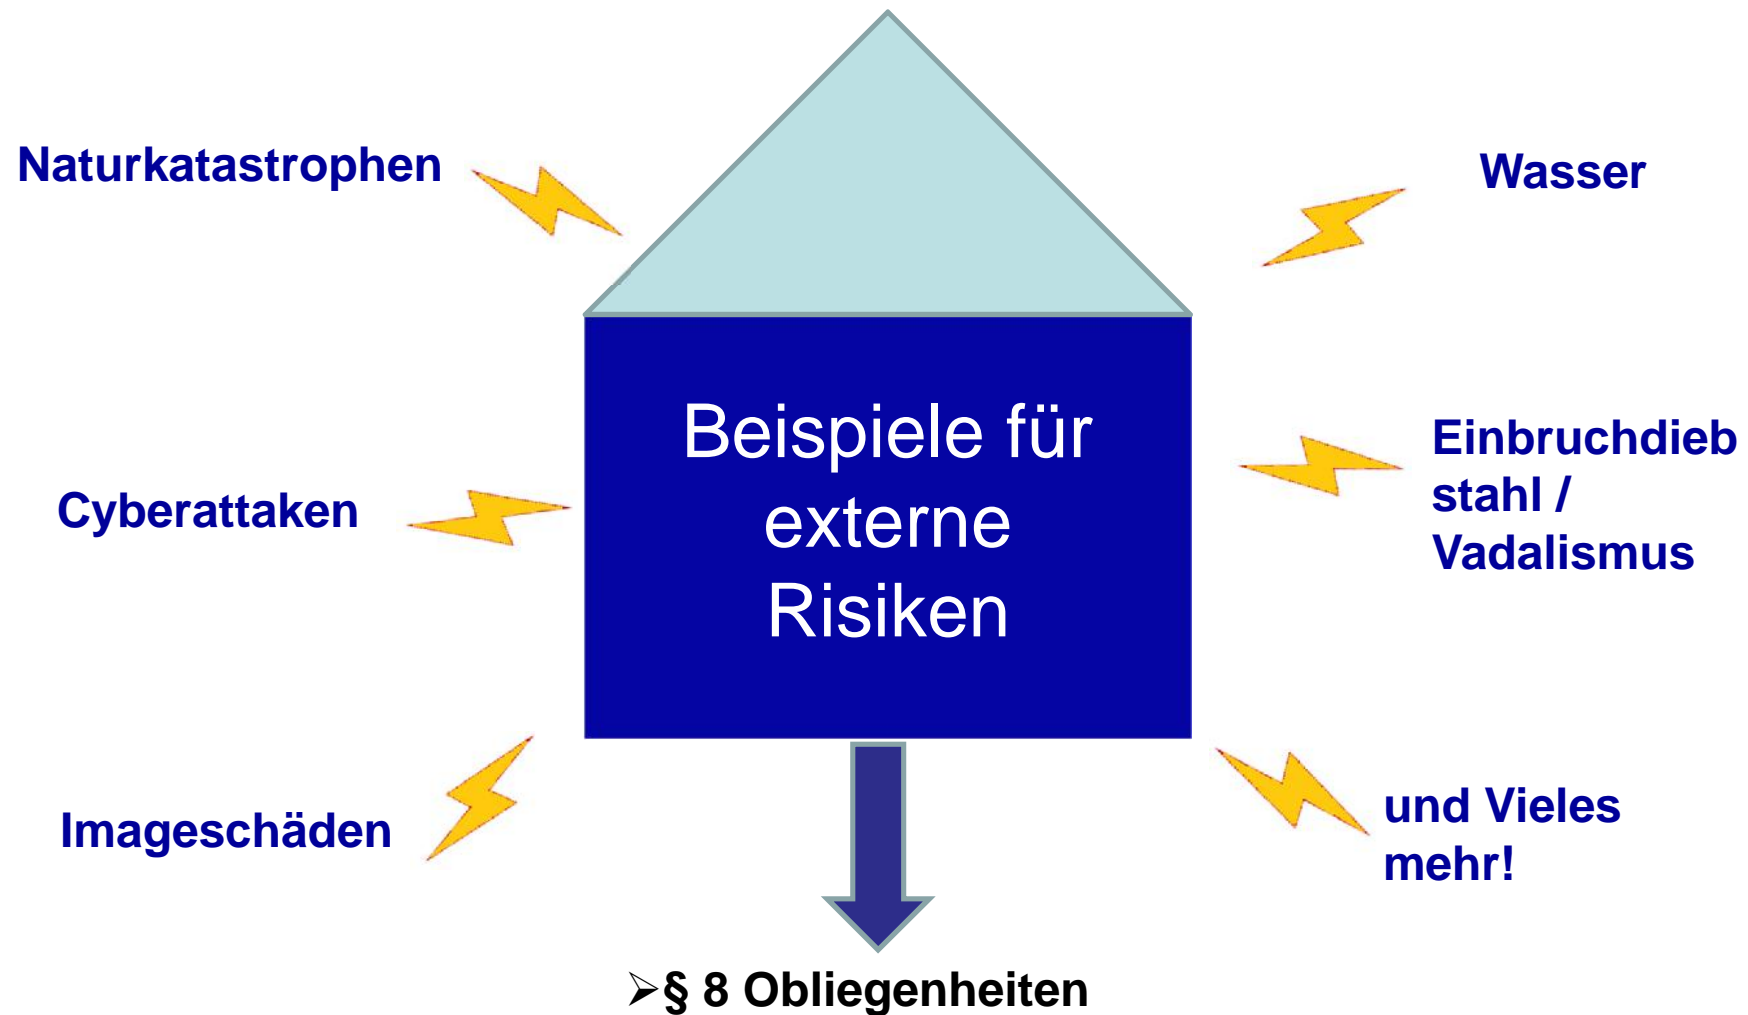 Naturkatastrophen
Wasser
Beispiele für
externe
Risiken
Einbruchdieb
stahl /
Vadalismus
Cyberattaken
Imageschäden
und Vieles
mehr!
➢§ 8 Obliegenheiten